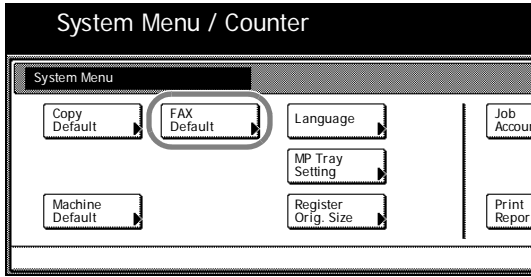 System Menu / Counter
System Menu
Copy
Default
FAX
Default
Language
Job
MP Tray
Setting
Machine
Default
Register
Orig. Size
Print